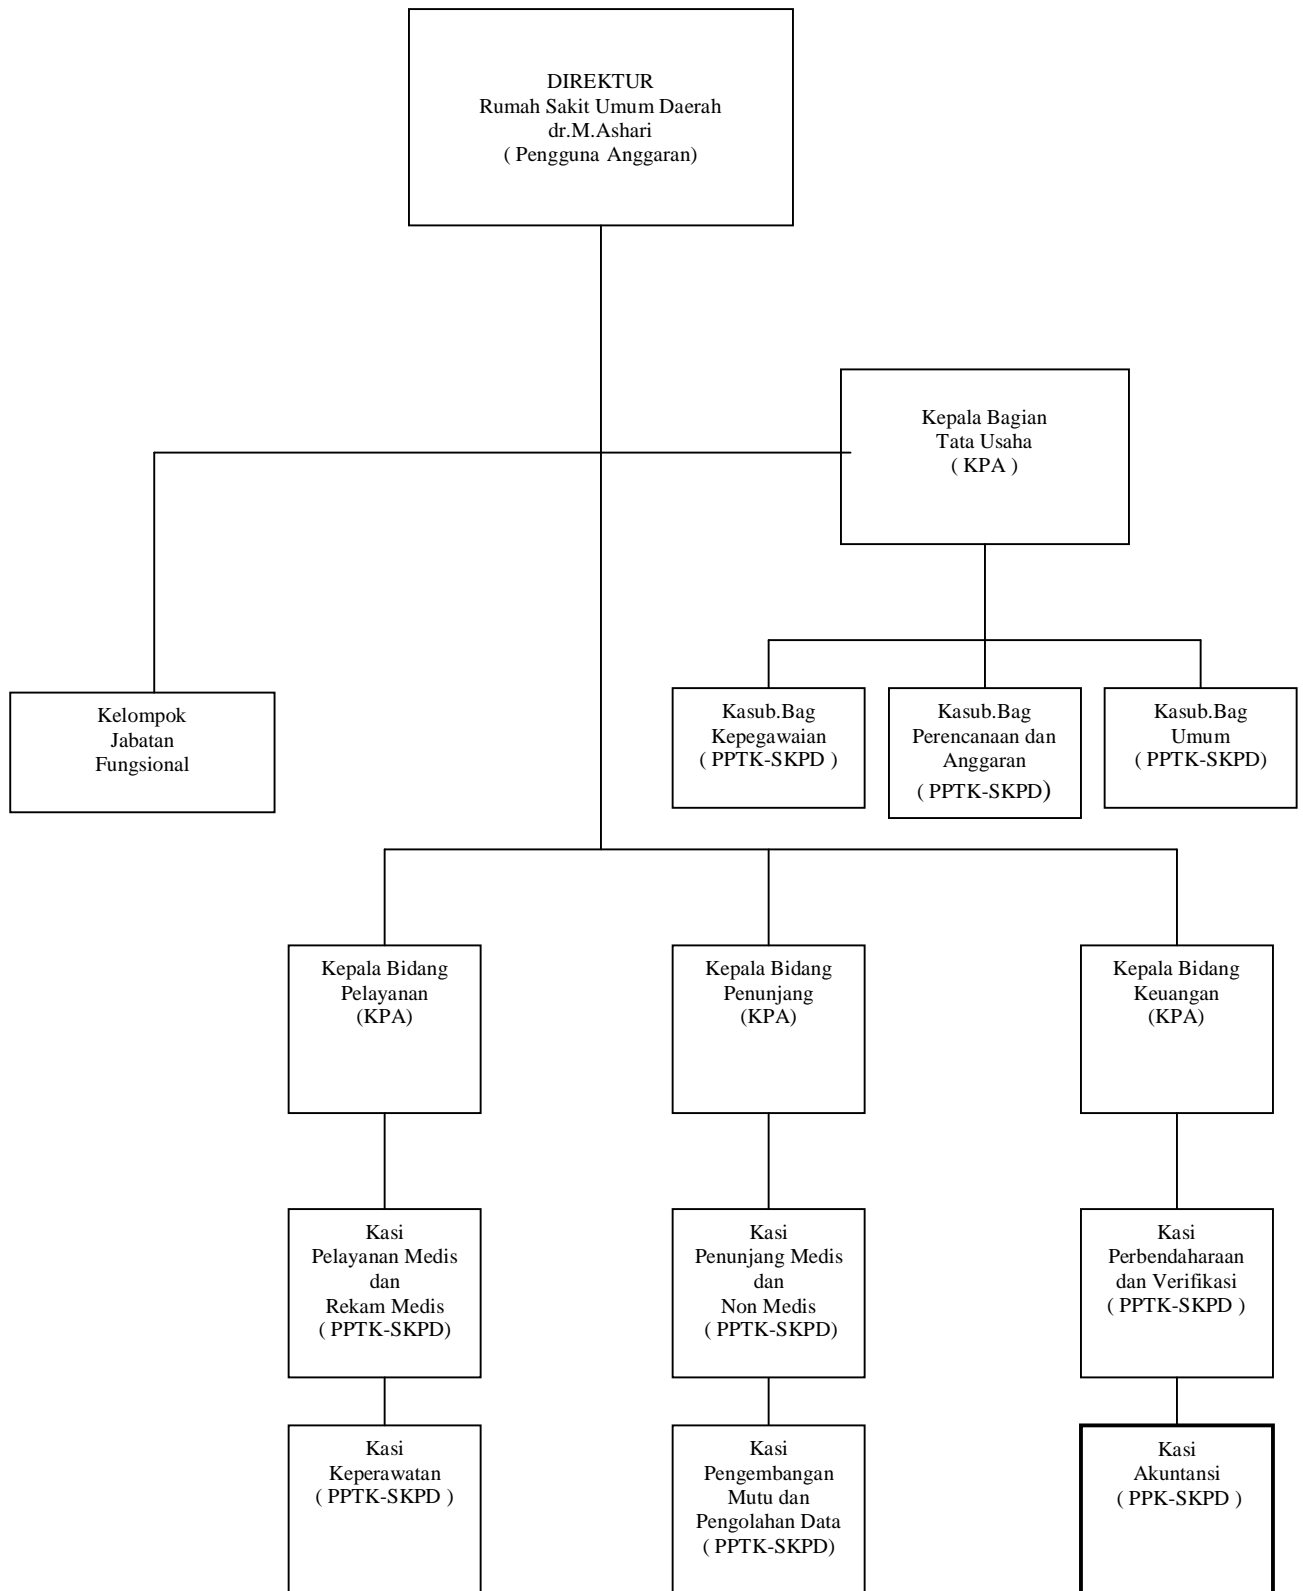 DIREKTUR
Rumah Sakit Umum Daerah
dr.M.Ashari
( Pengguna Anggaran)
Kepala Bagian
Tata Usaha
( KPA )
Kelompok
Jabatan
Fungsional
Kasub.Bag
Kepegawaian
( PPTK-SKPD )
Kasub.Bag
Perencanaan dan
Anggaran
( PPTK-SKPD)
Kasub.Bag
Umum
( PPTK-SKPD)
Kepala Bidang
Pelayanan
(KPA)
Kepala Bidang
Penunjang
(KPA)
Kepala Bidang
Keuangan
(KPA)
Kasi
Pelayanan Medis
dan
Rekam Medis
( PPTK-SKPD)
Kasi
Penunjang Medis
dan
Non Medis
( PPTK-SKPD)
Kasi
Perbendaharaan
dan Verifikasi
( PPTK-SKPD )
Kasi
Keperawatan
( PPTK-SKPD )
Kasi
Pengembangan
Mutu dan
Pengolahan Data
( PPTK-SKPD)
Kasi
Akuntansi
( PPK-SKPD )